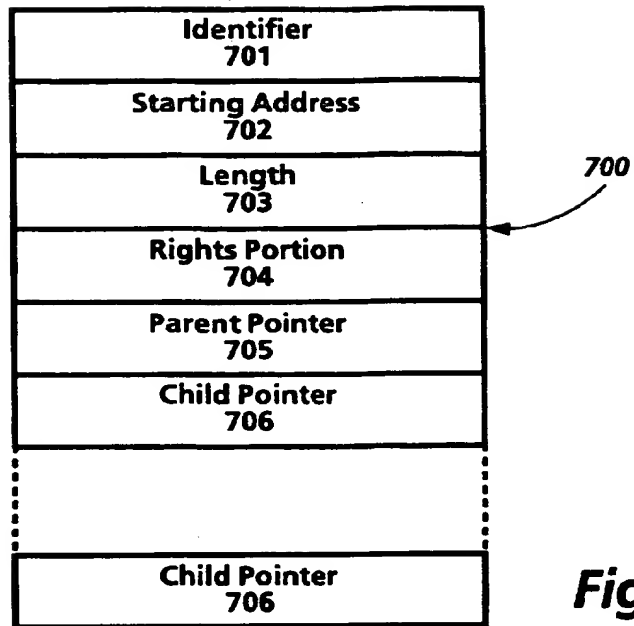 Identifier
701
Starting Address
702
Length
703
700
Rights Portion
704
Parent Pointer
705
Child Pointer
706
Child Pointer
706
Fig